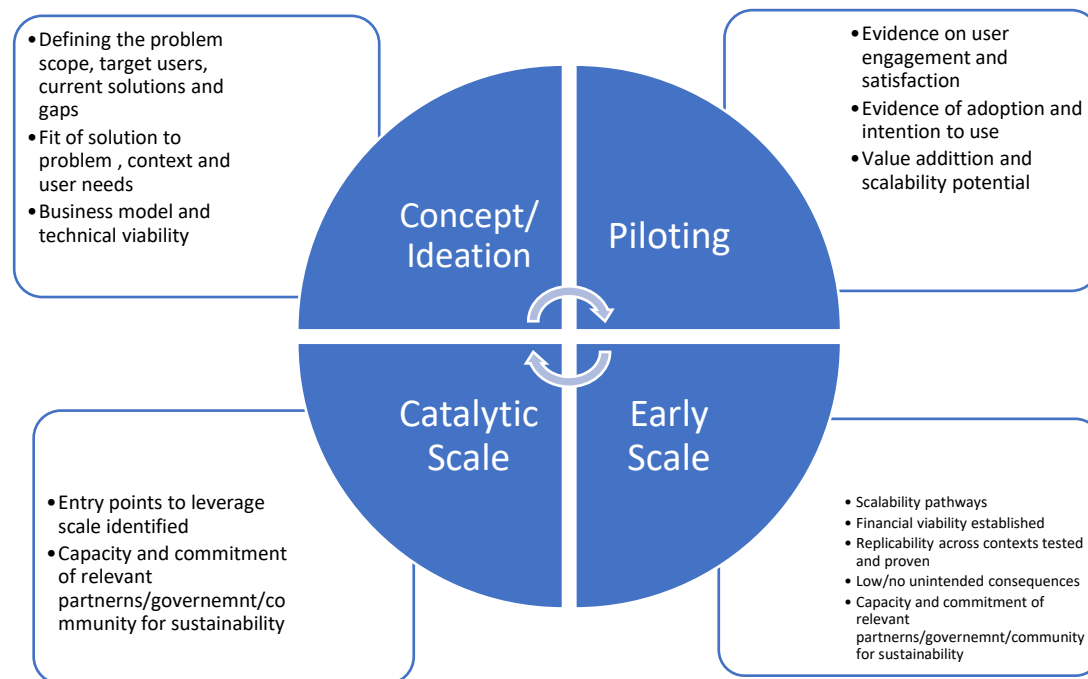 •Defining the problem
scope, target users,
current solutions and
gaps
•Fit of solution to
problem , context and
user needs
•Business model and
technical viability
•Evidence on user
engagement and
satisfaction
•Evidence of adoption and
intention to use
•Value addittion and
scalability potential
Concept/
Ideation
Piloting
Catalytic
Scale
Early
Scale
•Entry points to leverage
scale identified
•Capacity and commitment
of relevant
partnerns/governemnt/co
mmunity for sustainability
•Scalability pathways
•Financial viability established
•Replicability across contexts tested
and proven
•Low/no unintended consequences
•Capacity and commitment of
relevant
partnerns/governemnt/community
for sustainability